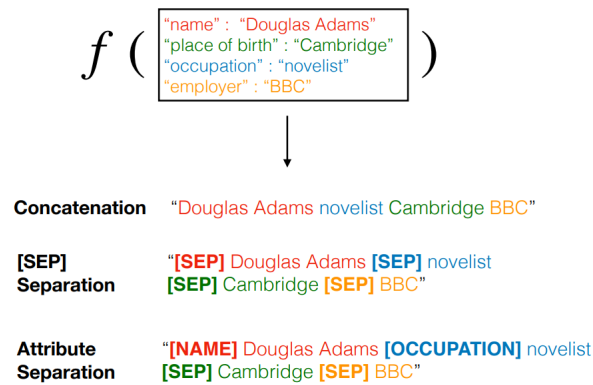 "name" : "Douglas Adams"
"place of birth" : "Cambridge"
"occupation" : "novelist"
"employer" : "BBC"
f ( )
Concatenation "Douglas Adams novelist Cambridge BBC"
[SEP] "[SEP] Douglas Adams [SEP] novelist
Separation [SEP] Cambridge [SEP] BBC"
Attribute "[NAME] Douglas Adams [OCCUPATION] novelist
Separation [SEP] Cambridge [SEP] BBC"